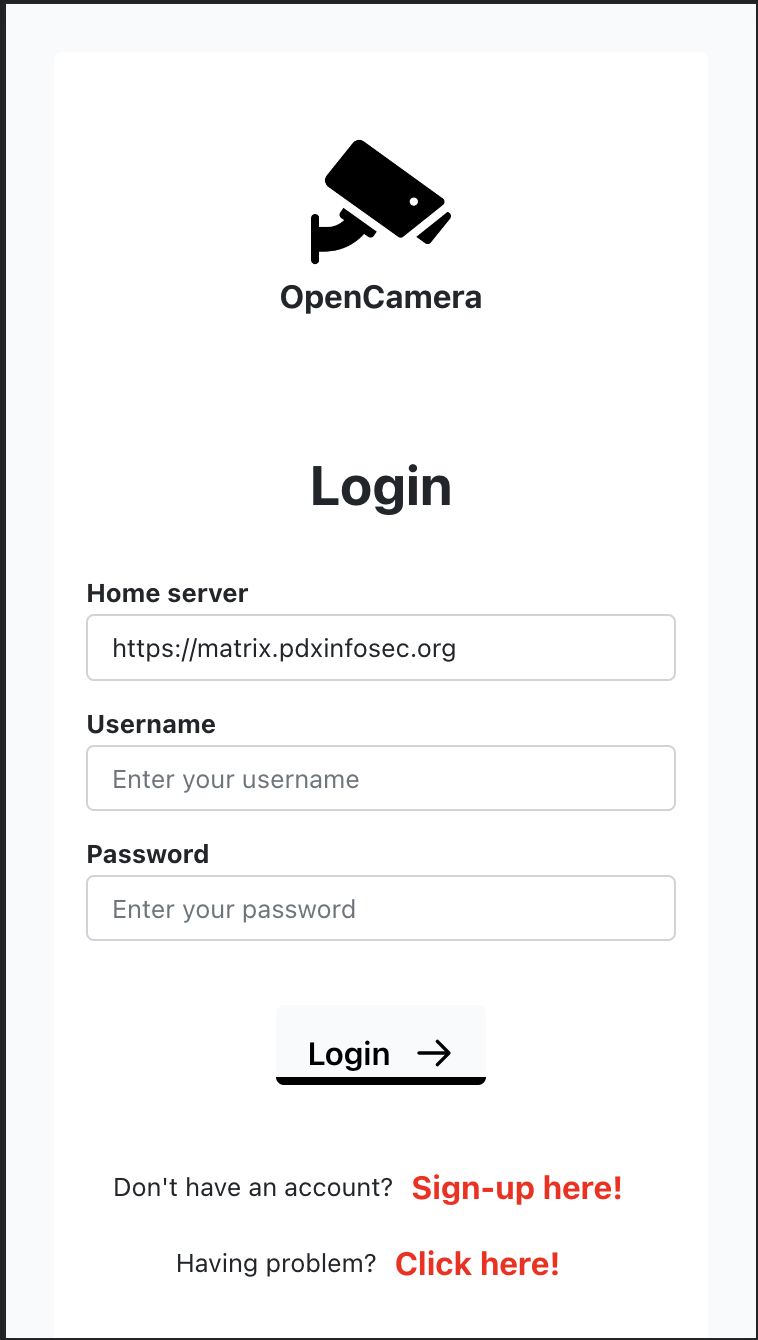 OpenCamera
Login
Home server
https://matrix.pdxinfosec.org
Username
Enter your username
Password
Enter your password
Login
Don't have an account? Sign-up here!
Having problem? Click here!